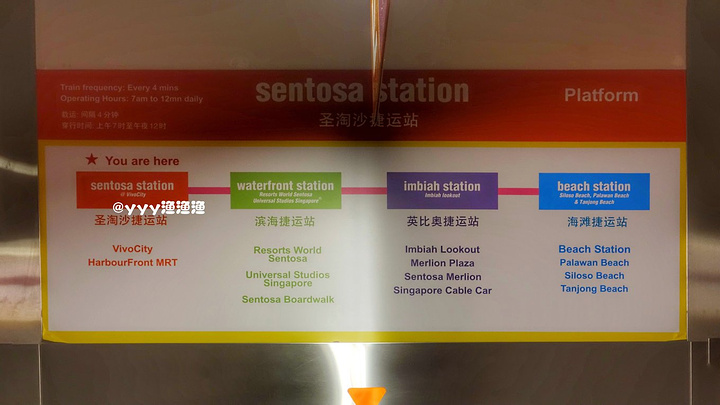 Train frequency: Every 4 mins
Operating Hours: 7am to 12mn daily
sentosa station
圣淘沙捷运站
Platform
You are here
sentosa station
@ VivoCity
圣淘沙捷运站
VivoCity
HarbourFront MRT
waterfront station
Resorts World Sentosa
Universal Studios Singapore
滨海捷运站
Resorts World
Sentosa
Universal Studios
Singapore
Sentosa Boardwalk
imbiah station
Imbiah lookout
英比奥捷运站
Imbiah Lookout
Merlion Plaza
Sentosa Merlion
Singapore Cable Car
beach station
Siloso Beach, Palawan Beach
& Tanjong Beach
海滩捷运站
Beach Station
Palawan Beach
Siloso Beach
Tanjong Beach
@yyy渔渔渔